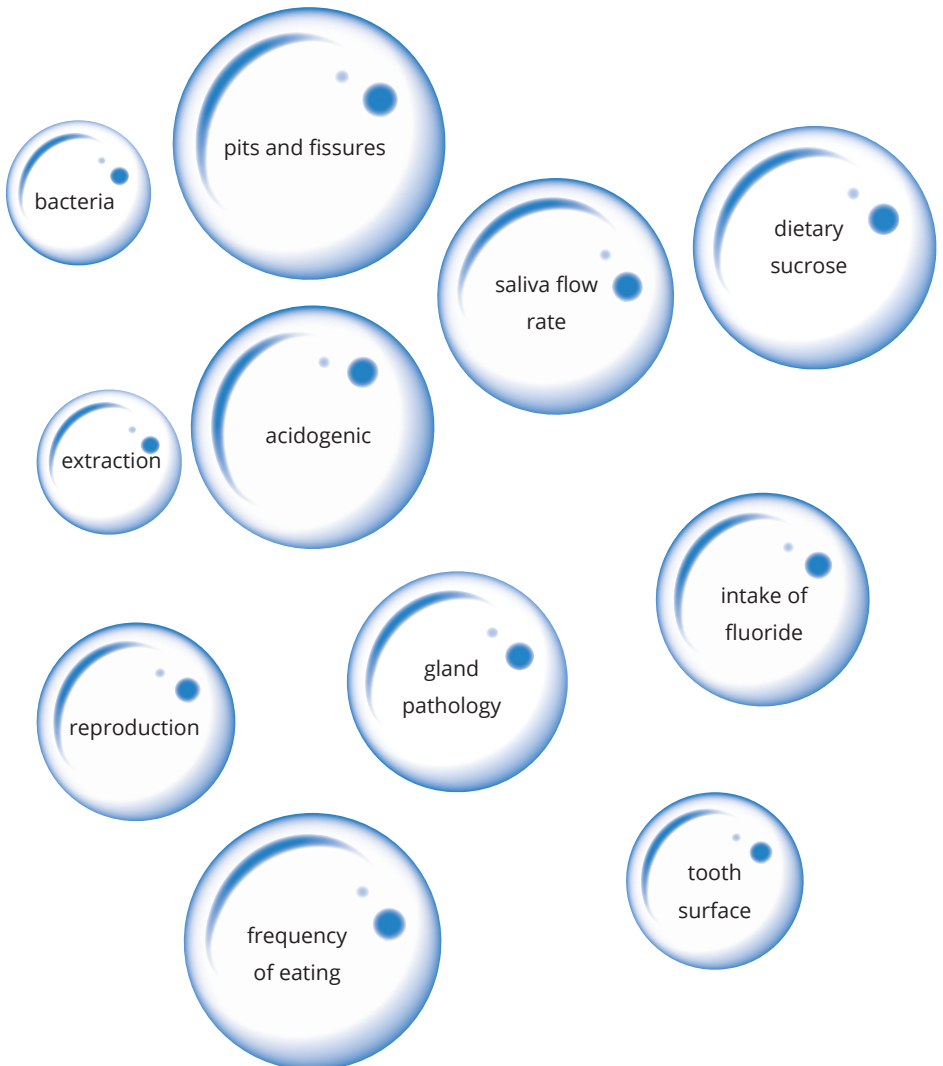 pits and fissures
bacteria
dietary
sucrose
saliva flow
rate
acidogenic
extraction
intake of
fluoride
gland
pathology
reproduction
tooth
surface
frequency
of eating